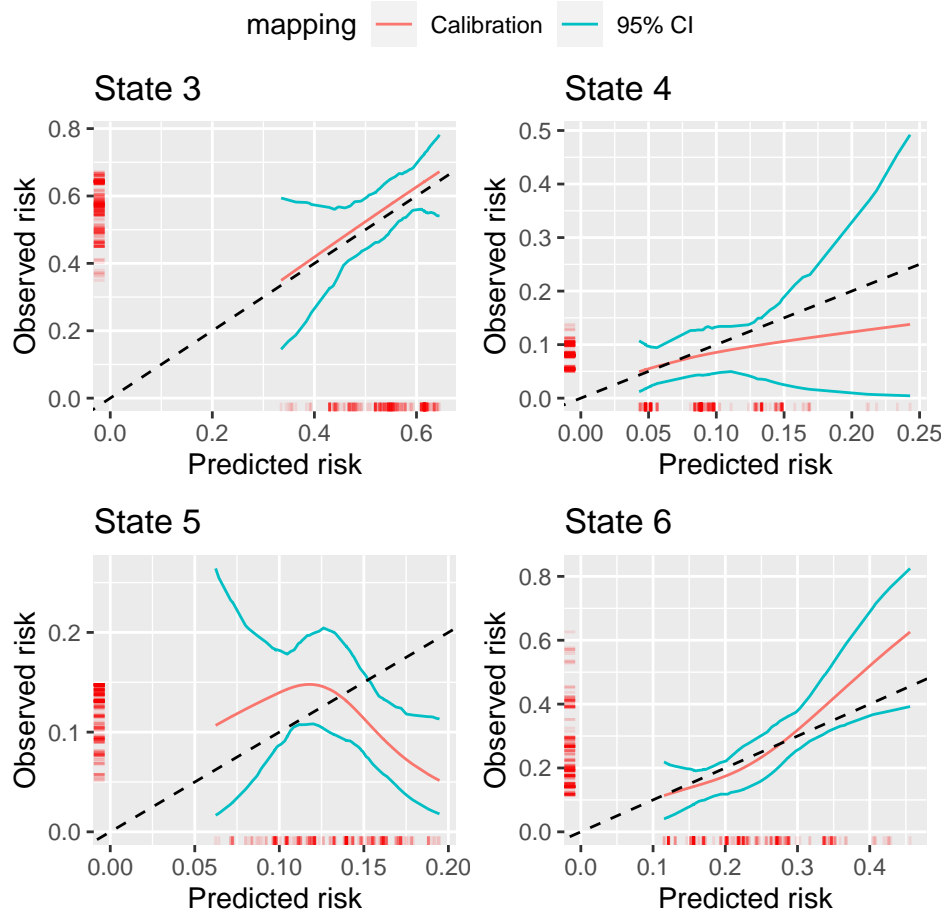 mapping Calibration 95% CI
State 3
0.8
0.6
0.4
0.2
0.0
Observed risk
0.0 0.2 0.4 0.6
Predicted risk
State 4
0.5
0.4
0.3
0.2
0.1
0.0
Observed risk
0.00 0.05 0.10 0.15 0.20 0.25
Predicted risk
State 5
0.2
0.1
0.0
Observed risk
0.00 0.05 0.10 0.15 0.20
Predicted risk
State 6
0.8
0.6
0.4
0.2
0.0
Observed risk
0.0 0.1 0.2 0.3 0.4
Predicted risk